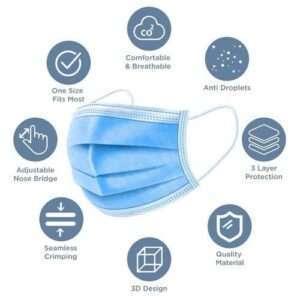 CO²
Comfortable
& Breathable
One Size
Fits Most
Anti Droplets
Adjustable
Nose Bridge
3 Layer
Protection
Seamless
Crimping
Quality
Material
3D Design